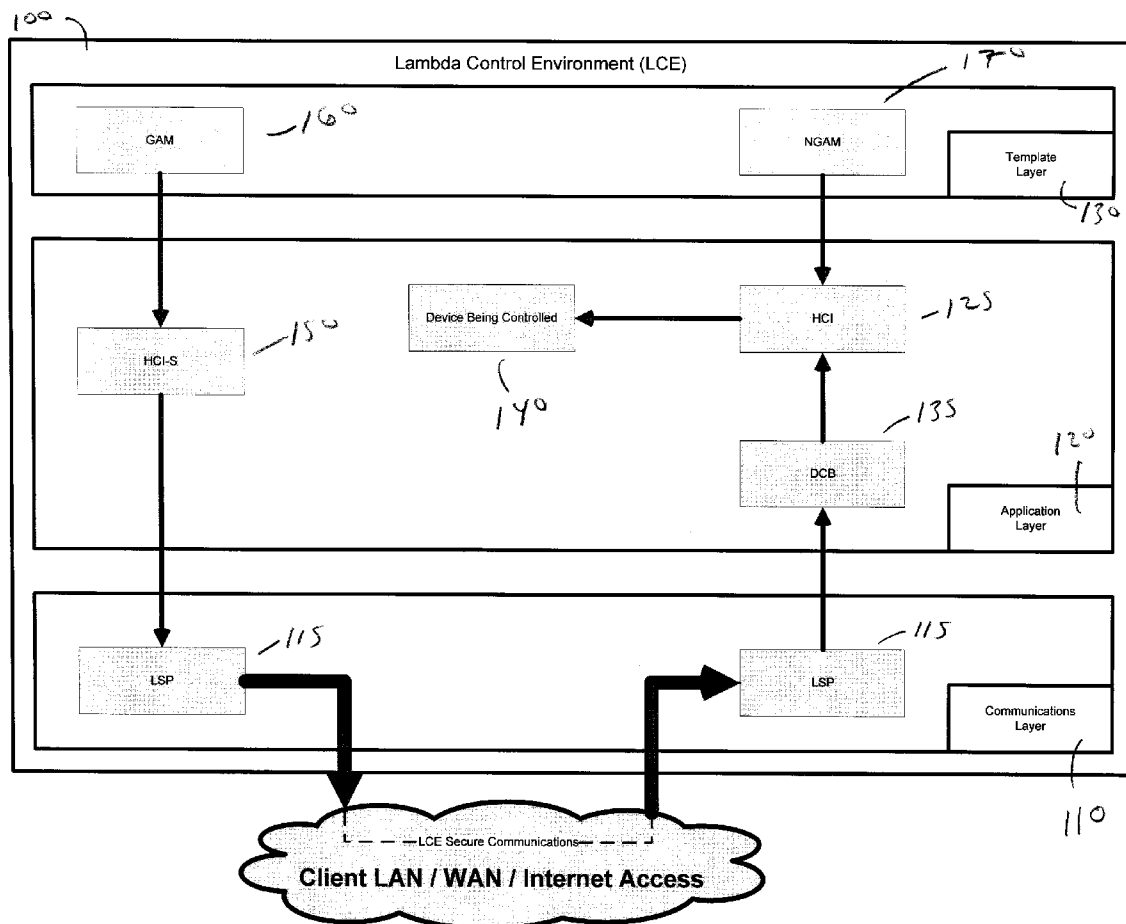 100
Lambda Control Environment (LCE)
170
GAM
160
NGAM
Template
Layer
130
HCI
125
Device Being Controlled
150
HCI-S
140
135
DCB
120
Application
Layer
115
LSP
115
LSP
Communications
Layer
110
LCE Secure Communications
Client LAN / WAN / Internet Access